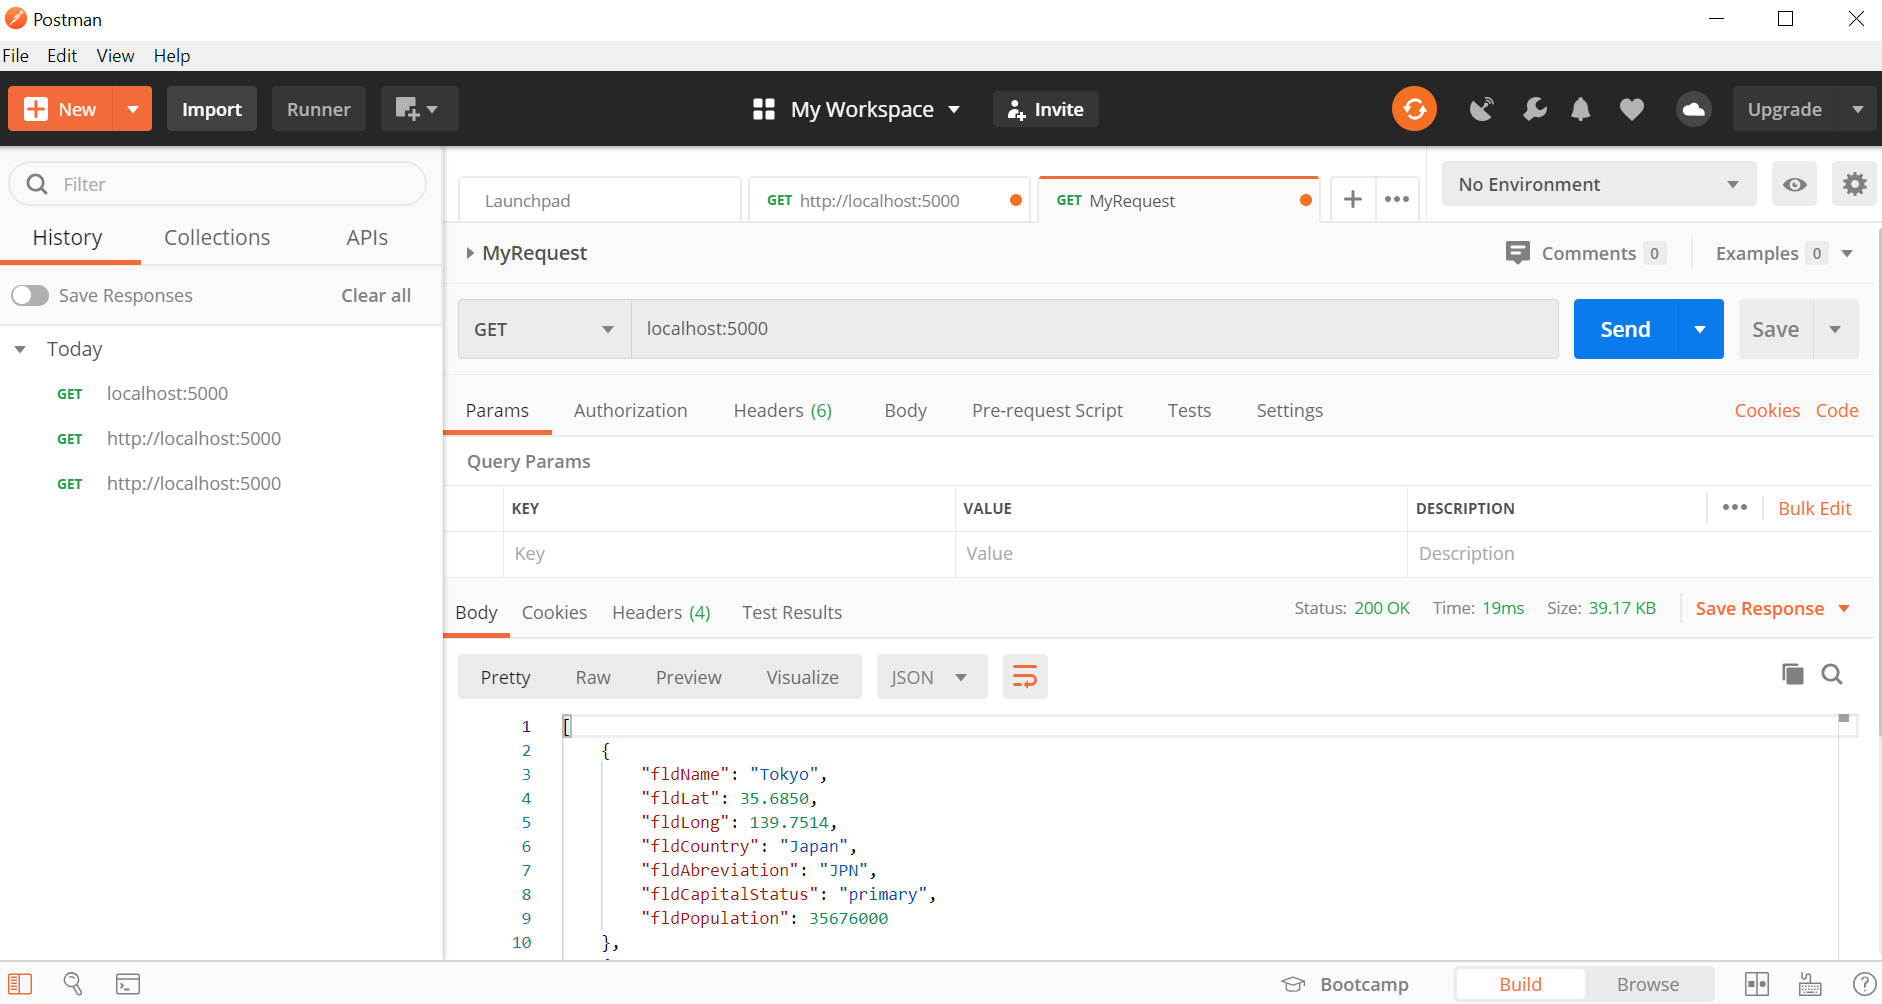 Postman
File Edit View Help
New Import Runner My Workspace Invite Upgrade
Filter
History Collections APIs
Save Responses Clear all
Today
GET localhost:5000
GET http://localhost:5000
GET http://localhost:5000
Launchpad GET http://localhost:5000 GET MyRequest No Environment
MyRequest Comments 0 Examples 0
GET localhost:5000 Send Save
Params Authorization Headers (6) Body Pre-request Script Tests Settings Cookies Code
Query Params
KEY VALUE DESCRIPTION Bulk Edit
Key Value Description
Body Cookies Headers (4) Test Results Status: 200 OK Time: 19ms Size: 39.17 KB Save Response
Pretty Raw Preview Visualize JSON
1 [
2 {
3 "fldName": "Tokyo",
4 "fldLat": 35.6850,
5 "fldLong": 139.7514,
6 "fldCountry": "Japan",
7 "fldAbreviation": "JPN",
8 "fldCapitalStatus": "primary",
9 "fldPopulation": 35676000
10 },
Bootcamp Build Browse